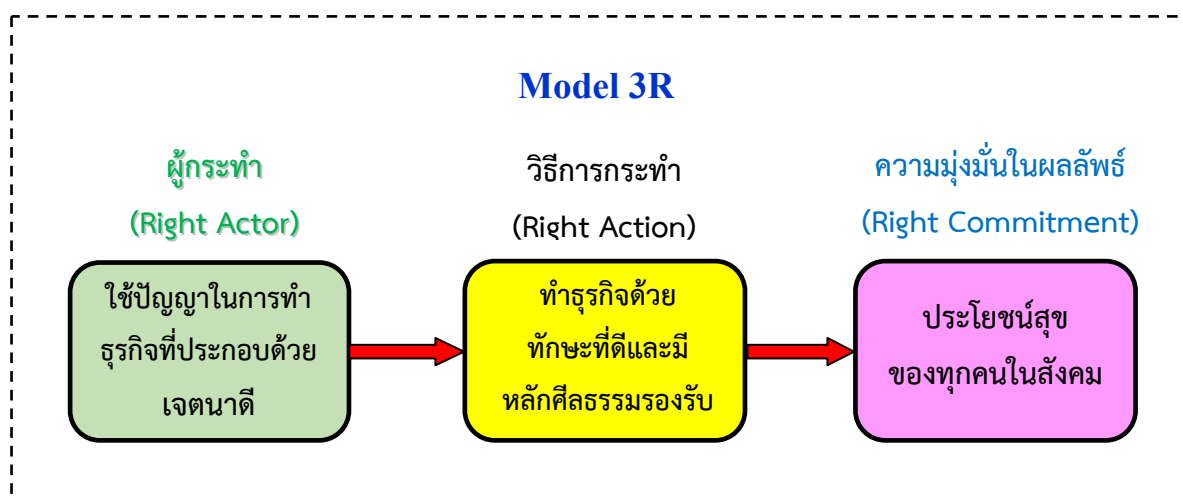 Model 3R
ผู้กระทำ
(Right Actor)
วิธีการกระทำ
(Right Action)
ความมุ่งมั่นในผลลัพธ์
(Right Commitment)
ใช้ปัญญาในการทำ
ธุรกิจที่ประกอบด้วย
เจตนาดี
ทำธุรกิจด้วย
ทักษะที่ดีและมี
หลักศีลธรรมรองรับ
ประโยชน์สุข
ของทุกคนในสังคม